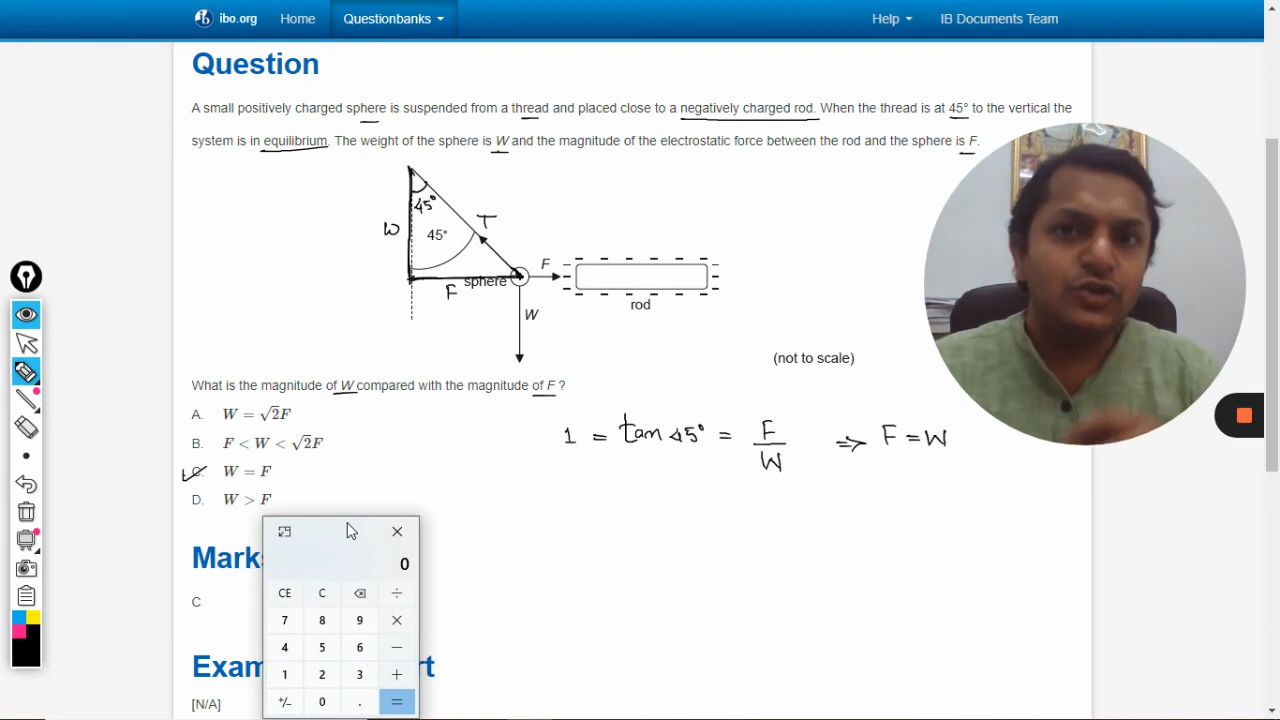 ibo.org Home Questionbanks Help IB Documents Team
Question
A small positively charged sphere is suspended from a thread and placed close to a negatively charged rod. When the thread is at 45° to the vertical the
system is in equilibrium. The weight of the sphere is W and the magnitude of the electrostatic force between the rod and the sphere is F.
45°
W
T
45°
F
sphere
F
rod
W
(not to scale)
What is the magnitude of W compared with the magnitude of F ?
A. W = √2F
B. F < W < √2F
1 = tan 45° = F/W ⇒ F = W
C. W = F
D. W > F
Marks
0
C
CE C ⌫ ÷
7 8 9 ×
4 5 6 −
1 2 3 +
+/− 0 . =
Exam rt
[N/A]